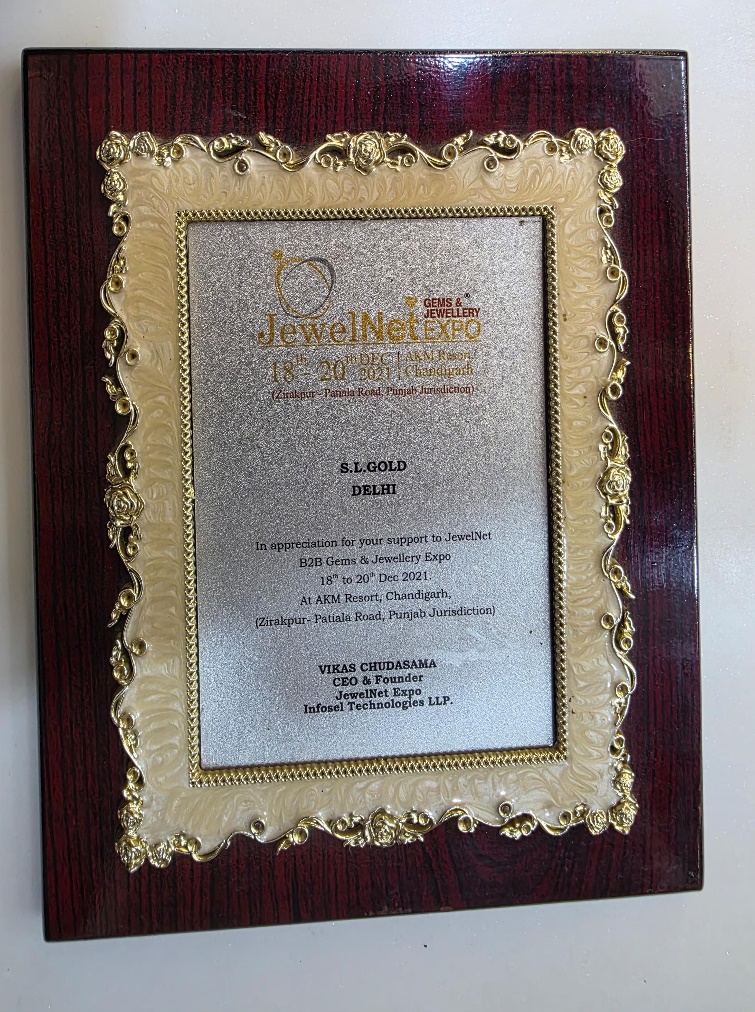 GEMS &
JEWELLERY®
JewelNet EXPO
18th - 20th DEC 2021 | AKM Resort Chandigarh
(Zirakpur - Patiala Road, Punjab Jurisdiction)
S.L.GOLD
DELHI
In appreciation for your support to JewelNet
B2B Gems & Jewellery Expo
18th to 20th Dec 2021.
At AKM Resort, Chandigarh,
(Zirakpur- Patiala Road, Punjab Jurisdiction)
VIKAS CHUDASAMA
CEO & Founder
JewelNet Expo
Infosel Technologies LLP.